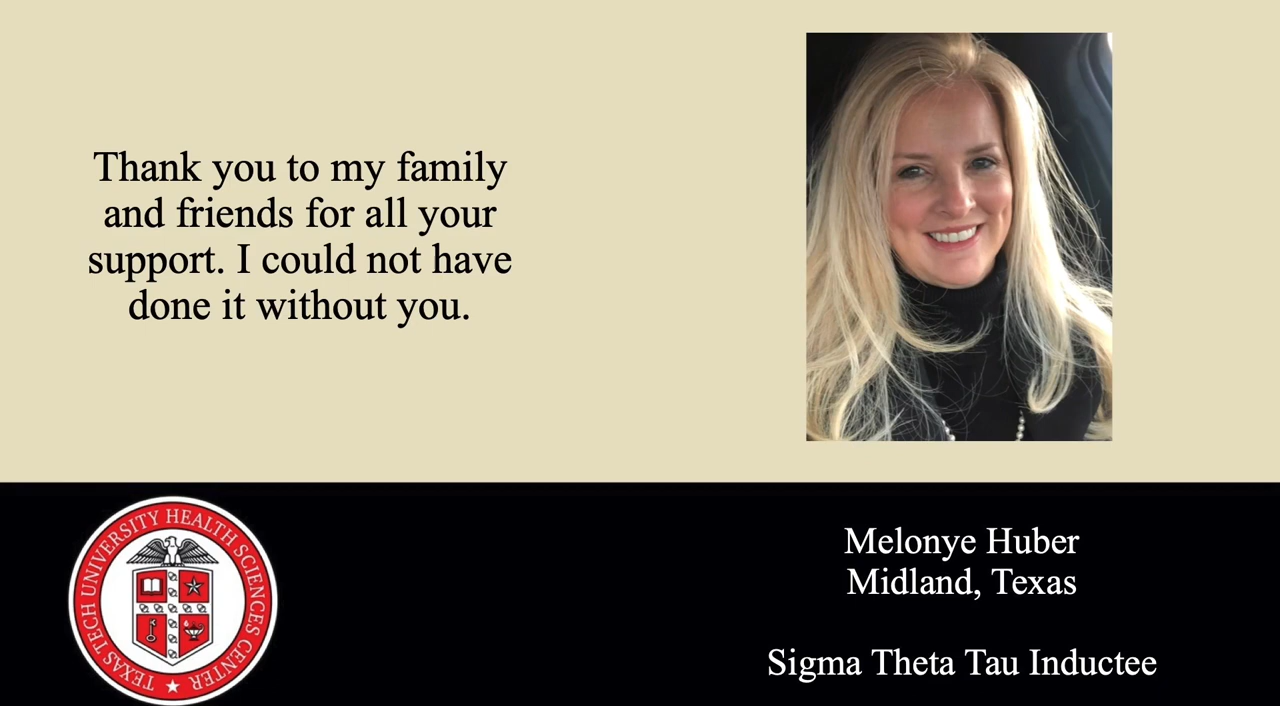 Thank you to my family
and friends for all your
support. I could not have
done it without you.
TEXAS TECH UNIVERSITY HEALTH SCIENCES CENTER
Melonye Huber
Midland, Texas
Sigma Theta Tau Inductee